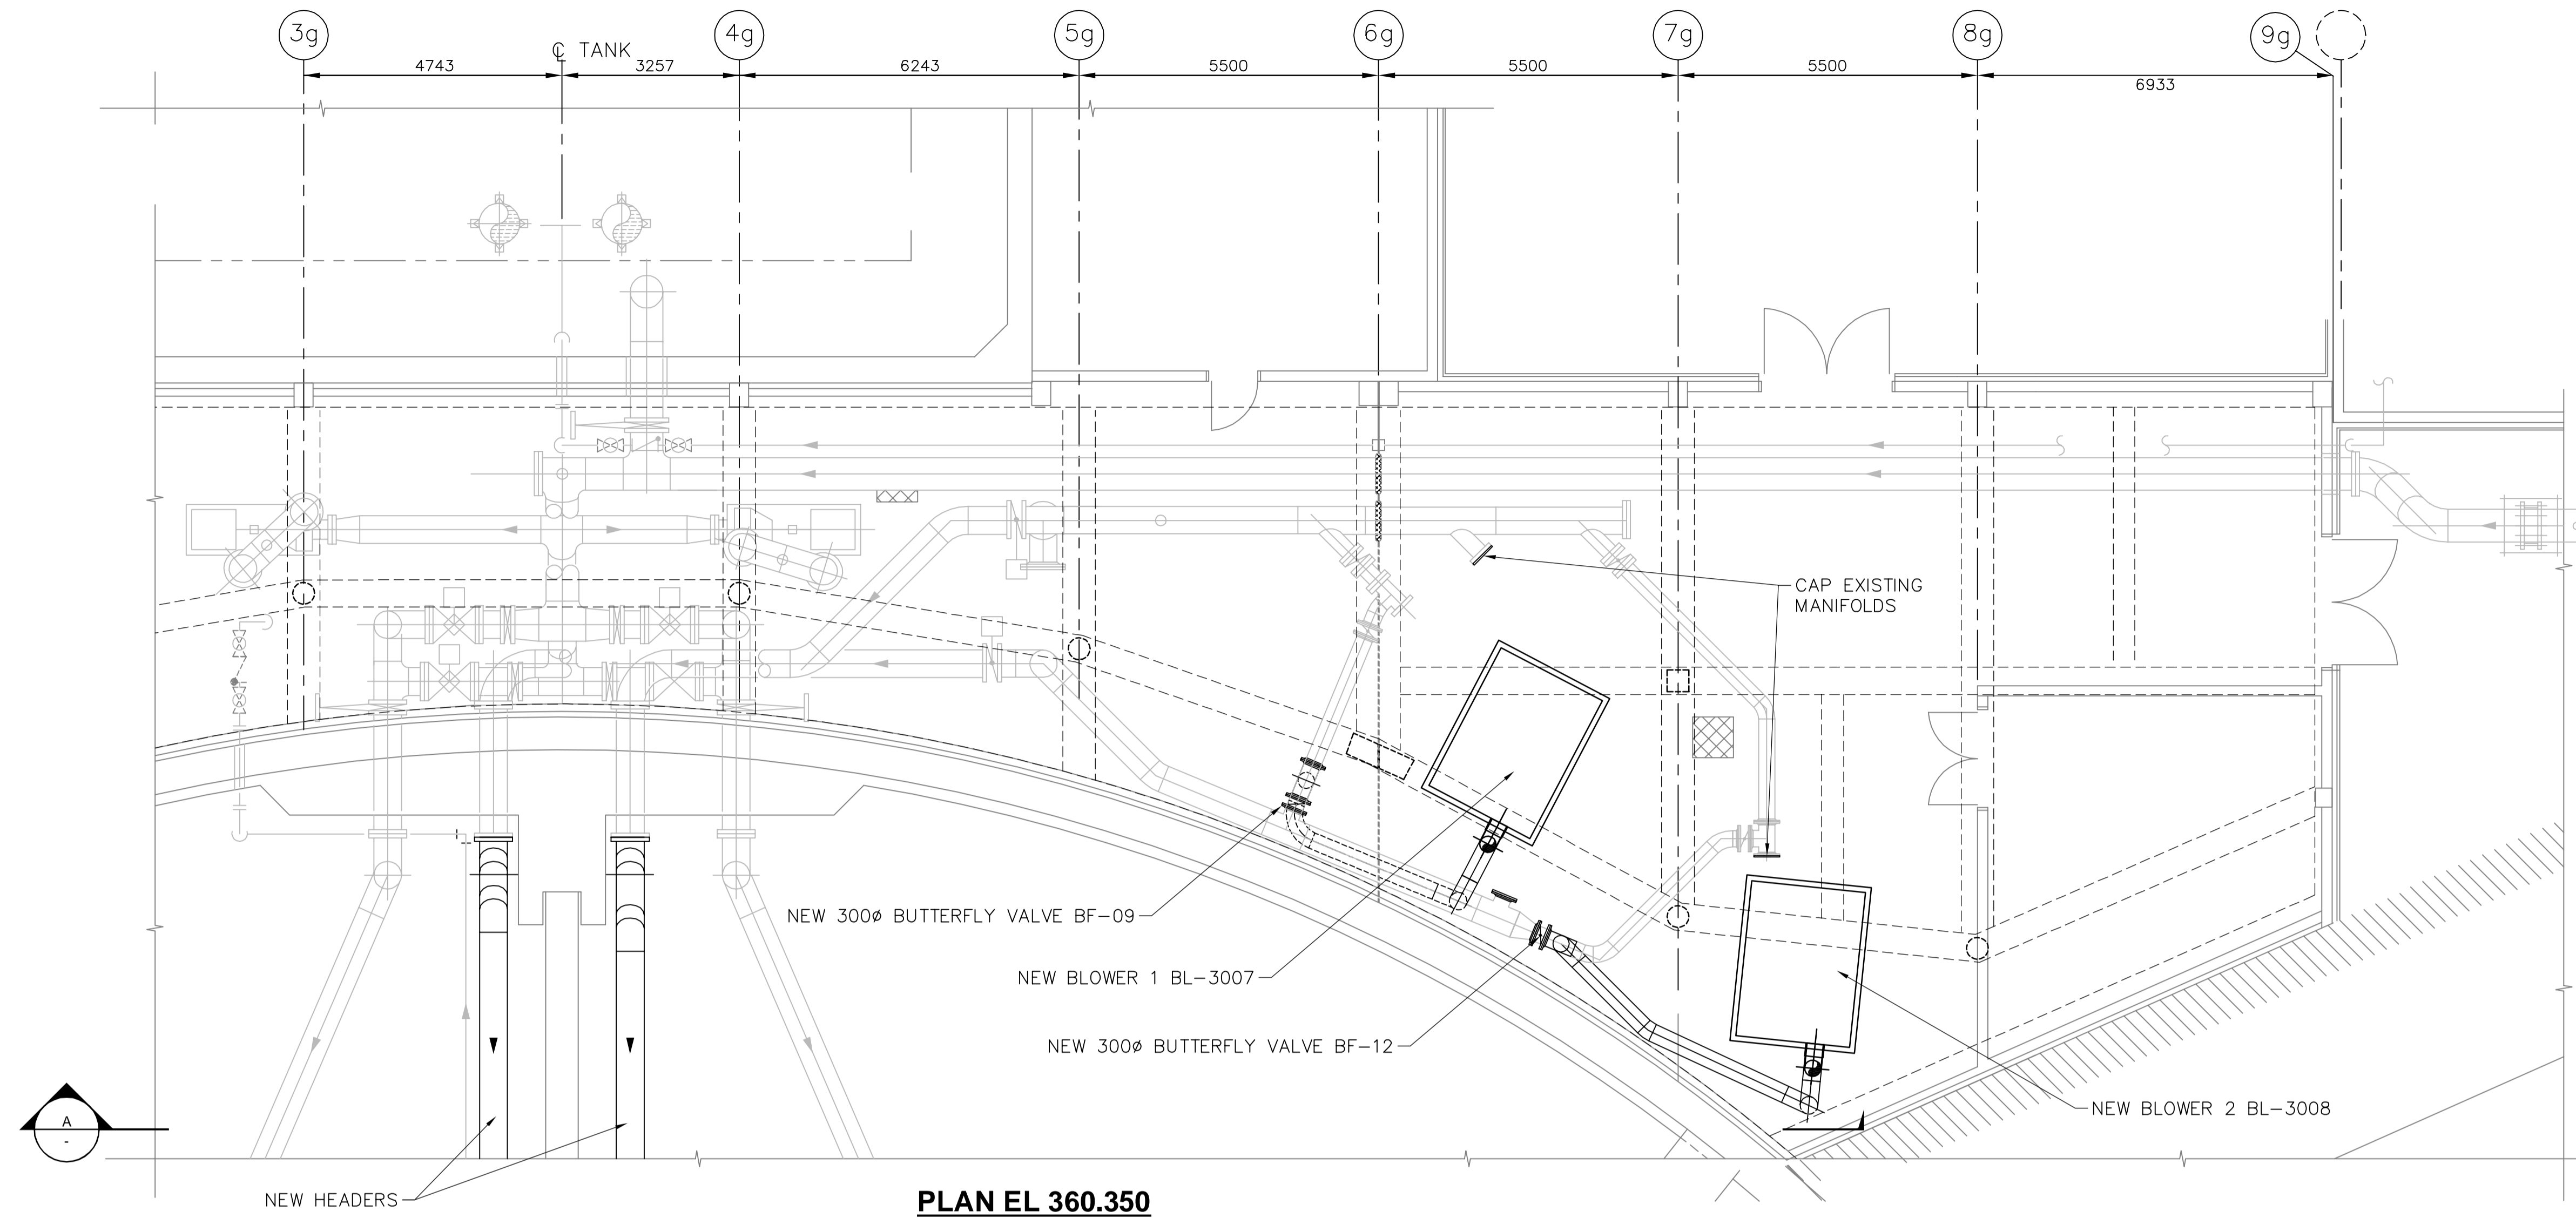 3g
4g
5g
6g
7g
8g
9g
℄ TANK
4743
3257
6243
5500
5500
5500
6933
CAP EXISTING
MANIFOLDS
NEW 300ø BUTTERFLY VALVE BF-09
NEW BLOWER 1 BL-3007
NEW 300ø BUTTERFLY VALVE BF-12
NEW BLOWER 2 BL-3008
A
-
NEW HEADERS
PLAN EL 360.350